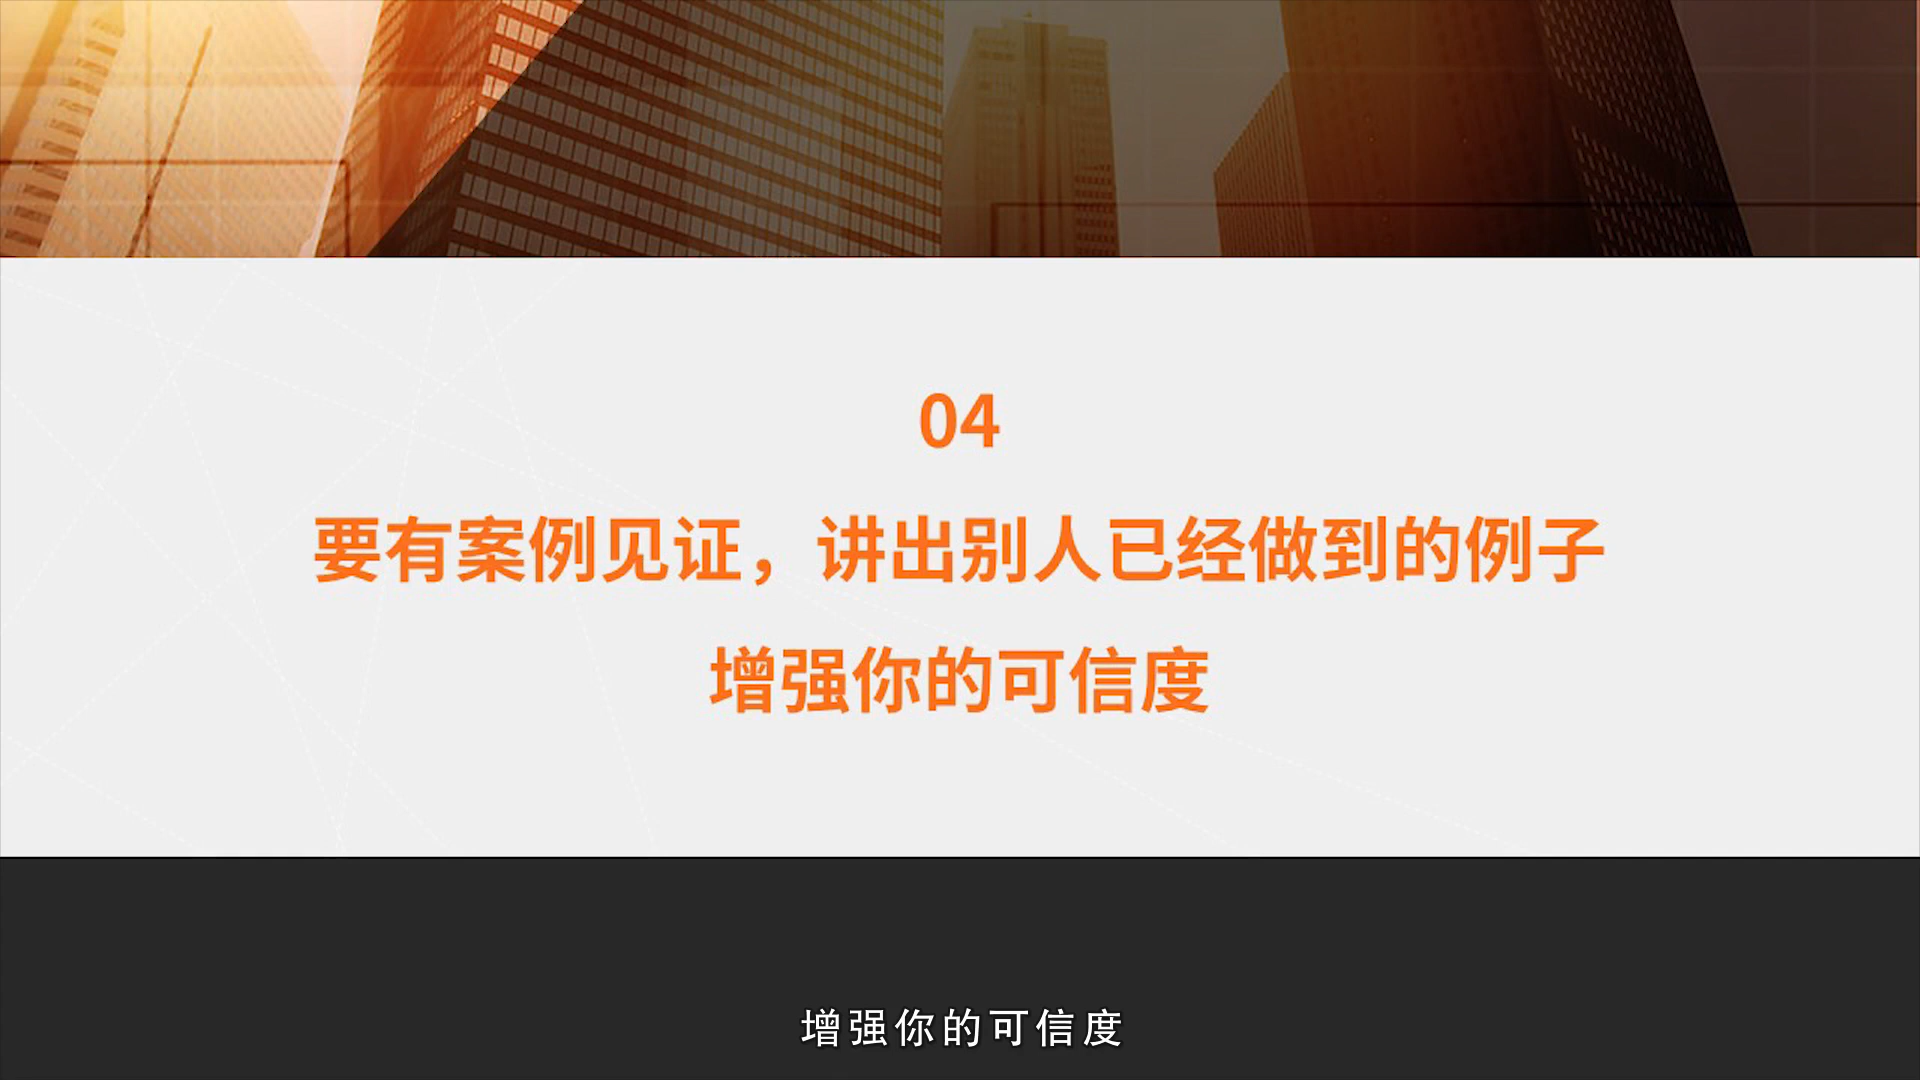 04
要有案例见证，讲出别人已经做到的例子
增强你的可信度
增强你的可信度